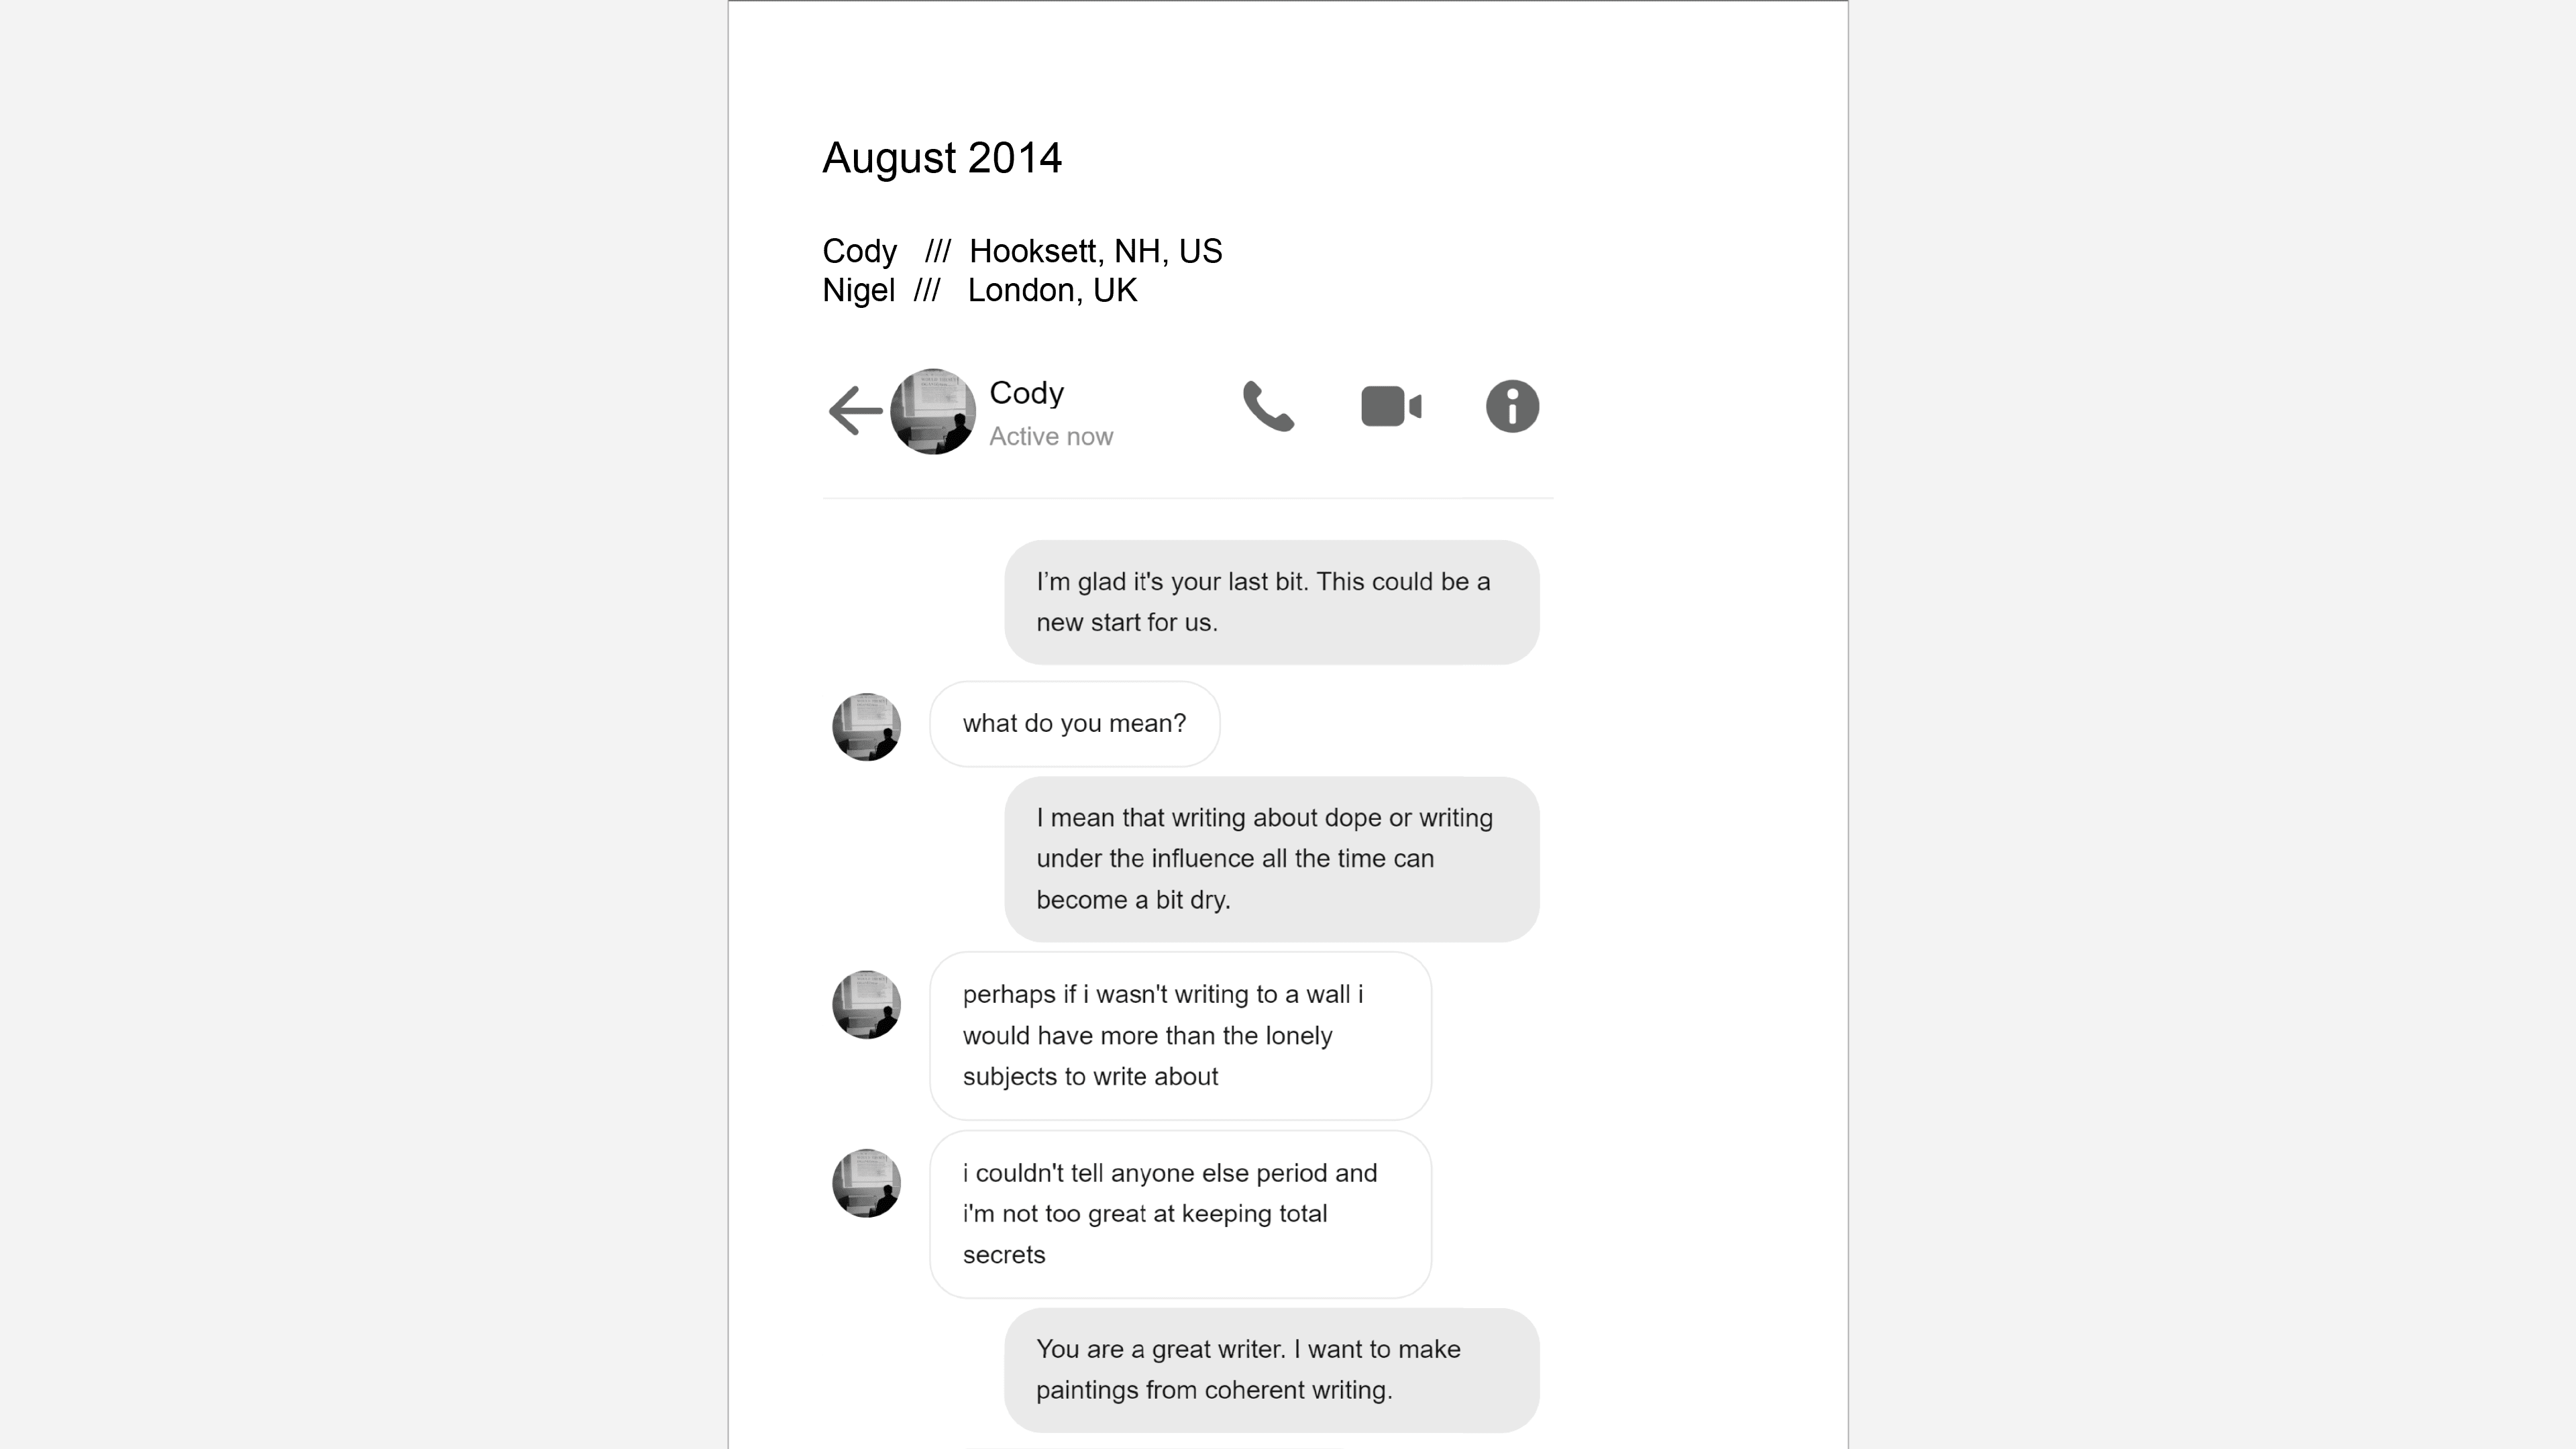 August 2014
Cody /// Hooksett, NH, US
Nigel /// London, UK
Cody
Active now
I’m glad it's your last bit. This could be a
new start for us.
what do you mean?
I mean that writing about dope or writing
under the influence all the time can
become a bit dry.
perhaps if i wasn't writing to a wall i
would have more than the lonely
subjects to write about
i couldn't tell anyone else period and
i'm not too great at keeping total
secrets
You are a great writer. I want to make
paintings from coherent writing.